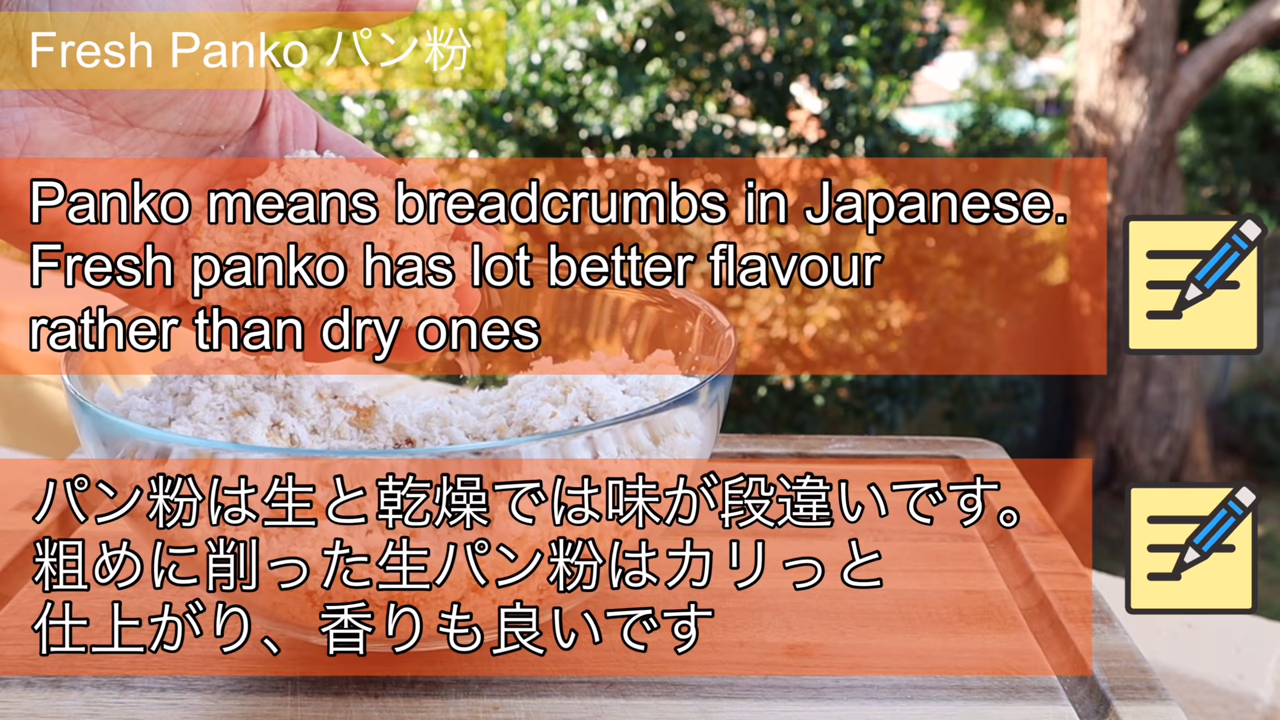 Fresh Panko パン粉
Panko means breadcrumbs in Japanese.
Fresh panko has lot better flavour
rather than dry ones
パン粉は生と乾燥では味が段違いです。
粗めに削った生パン粉はカリっと
仕上がり、香りも良いです